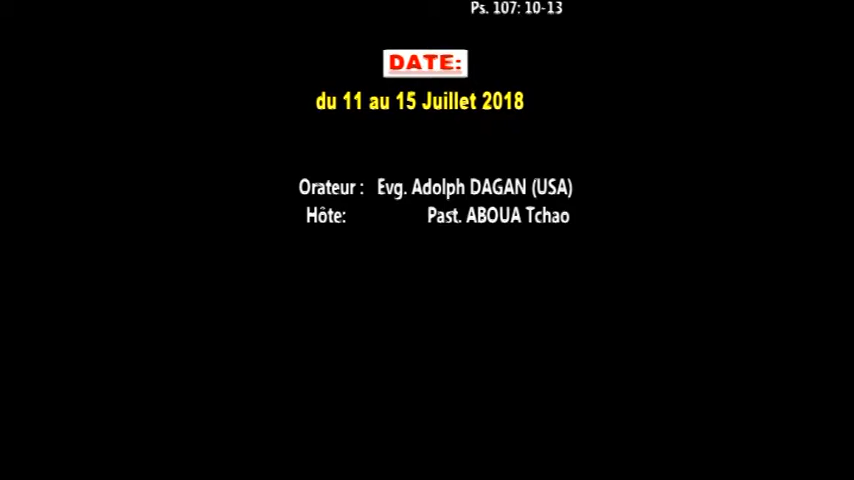 Ps. 107: 10-13
DATE:
du 11 au 15 Juillet 2018
Orateur : Evg. Adolph DAGAN (USA)
Hôte: Past. ABOUA Tchao